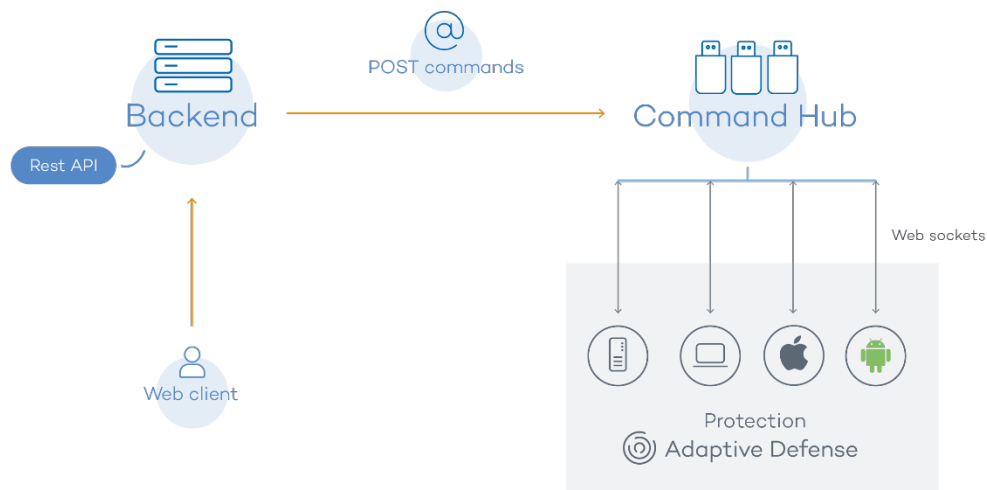 POST commands
Backend
Command Hub
Rest API
Web sockets
Web client
Protection
Adaptive Defense